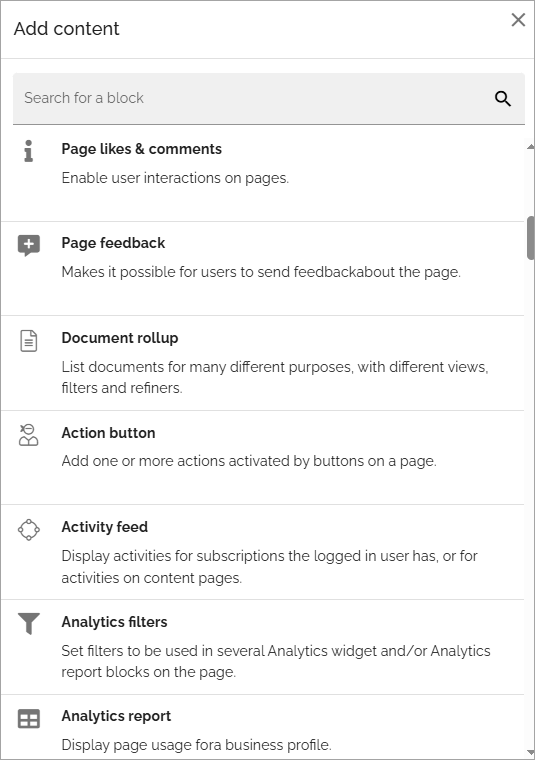 Add content
Search for a block
Page likes & comments
Enable user interactions on pages.
Page feedback
Makes it possible for users to send feedbackabout the page.
Document rollup
List documents for many different purposes, with different views,
filters and refiners.
Action button
Add one or more actions activated by buttons on a page.
Activity feed
Display activities for subscriptions the logged in user has, or for
activities on content pages.
Analytics filters
Set filters to be used in several Analytics widget and/or Analytics
report blocks on the page.
Analytics report
Display page usage fora business profile.